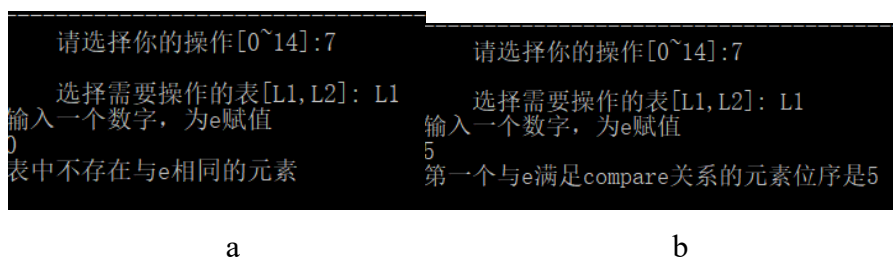 请选择你的操作[0~14]:7
选择需要操作的表[L1,L2]: L1
输入一个数字，为e赋值
0
表中不存在与e相同的元素
请选择你的操作[0~14]:7
选择需要操作的表[L1,L2]: L1
输入一个数字，为e赋值
5
第一个与e满足compare关系的元素位序是5
a
b